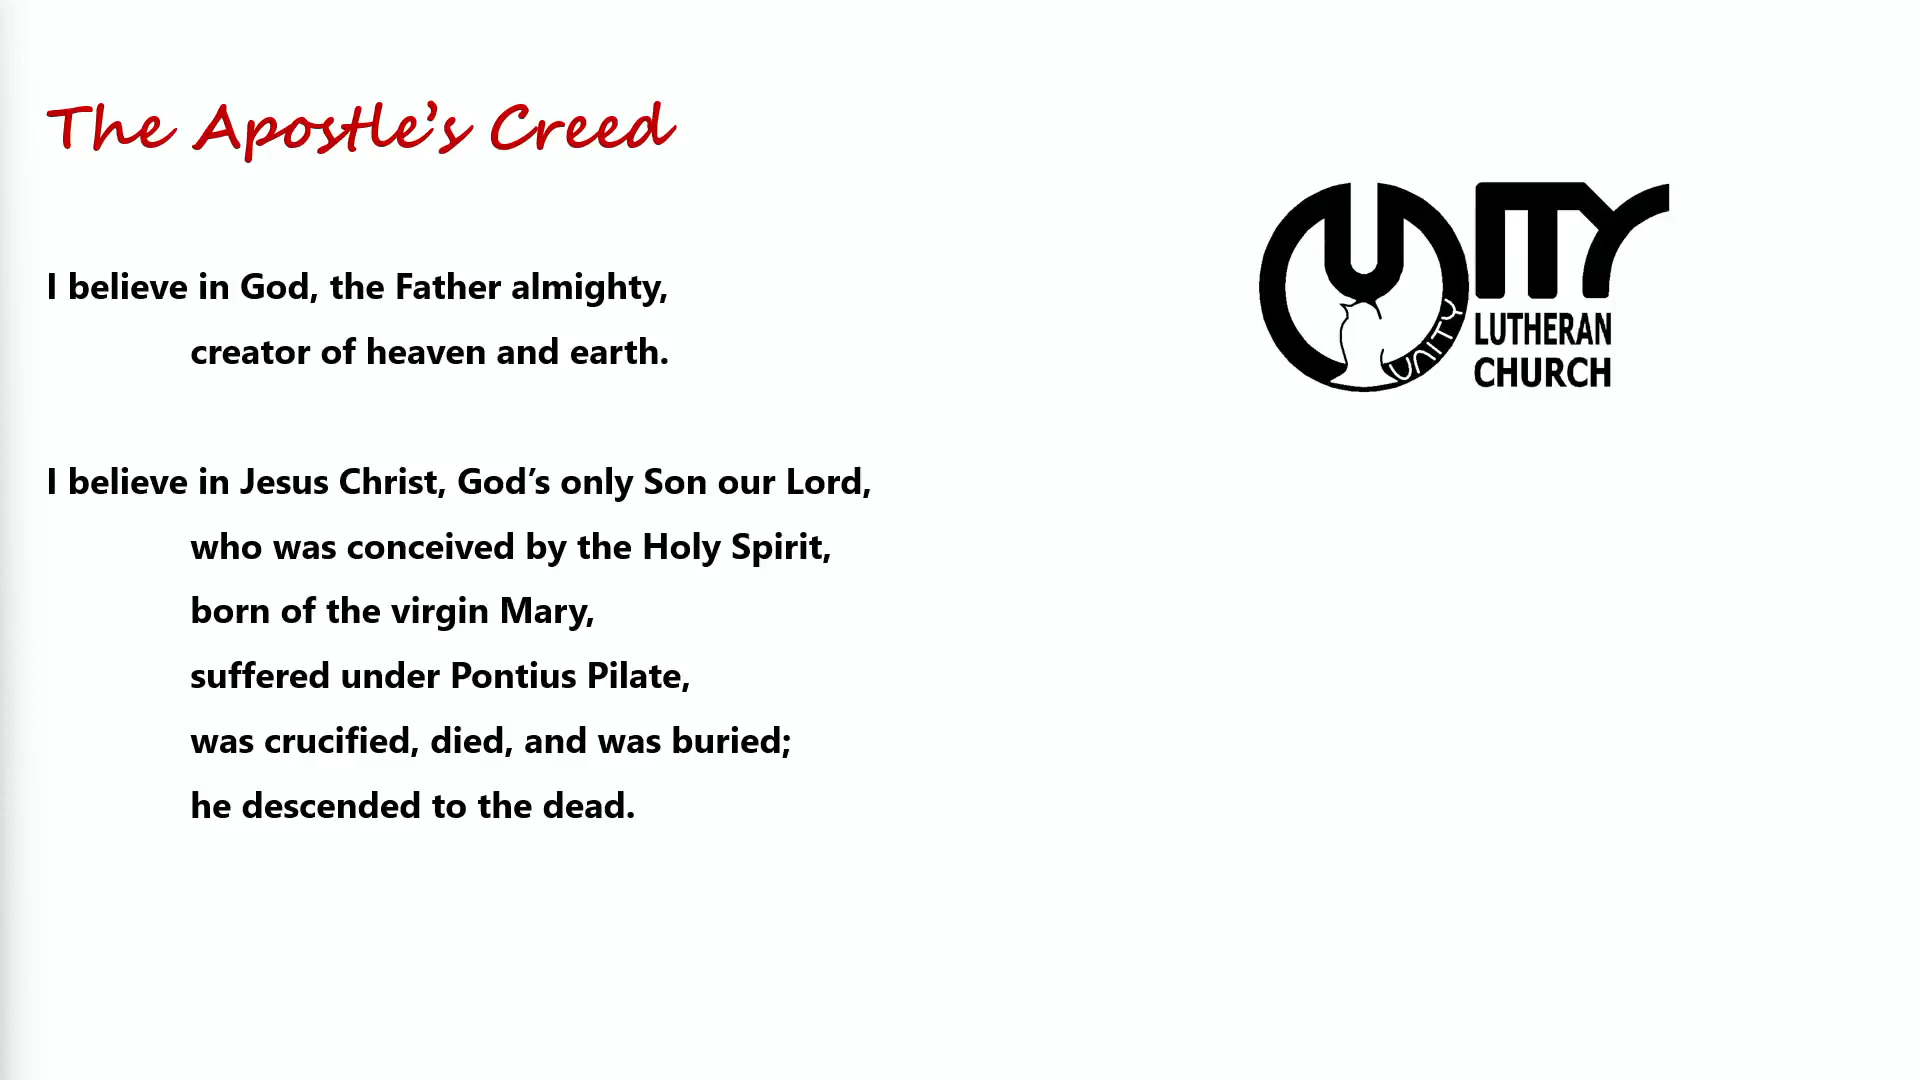 The Apostle’s Creed
I believe in God, the Father almighty,
creator of heaven and earth.
I believe in Jesus Christ, God’s only Son our Lord,
who was conceived by the Holy Spirit,
born of the virgin Mary,
suffered under Pontius Pilate,
was crucified, died, and was buried;
he descended to the dead.
UNITY
LUTHERAN
CHURCH
UNITY